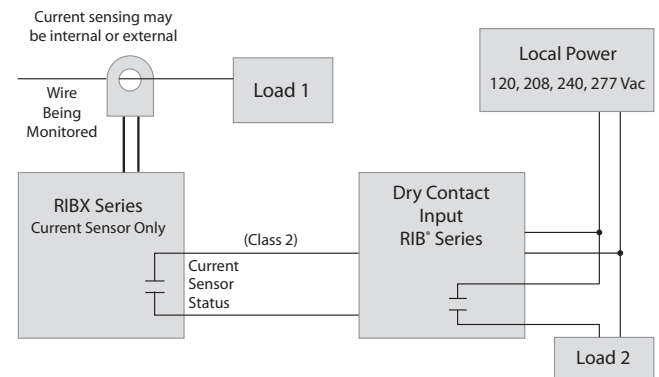 Current sensing may
be internal or external
Wire
Being
Monitored
Load 1
Local Power
120, 208, 240, 277 Vac
RIBX Series
Current Sensor Only
(Class 2)
Current
Sensor
Status
Dry Contact
Input
RIB® Series
Load 2